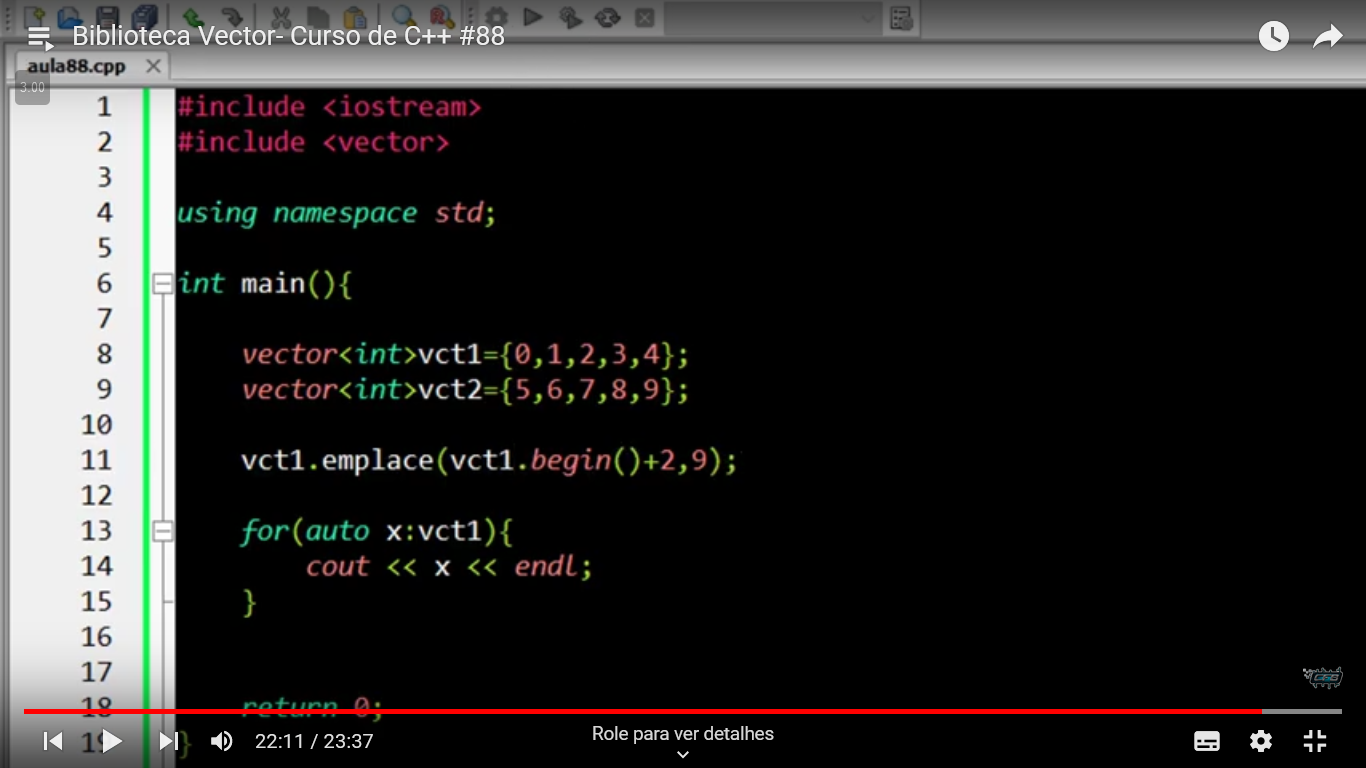 Biblioteca Vector- Curso de C++ #88
aula88.cpp
3.00
1 #include <iostream>
2 #include <vector>
3
4 using namespace std;
5
6 int main(){
7
8 vector<int>vct1={0,1,2,3,4};
9 vector<int>vct2={5,6,7,8,9};
10
11 vct1.emplace(vct1.begin()+2,9);
12
13 for(auto x:vct1){
14 cout << x << endl;
15 }
16
17
18 return 0;
19 }
22:11 / 23:37
Role para ver detalhes